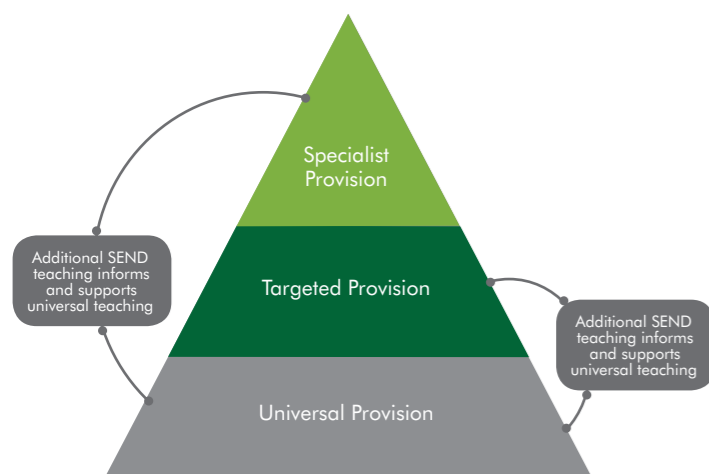 Specialist
Provision
Additional SEND
teaching informs
and supports
universal teaching
Targeted Provision
Additional SEND
teaching informs
and supports
universal teaching
Universal Provision